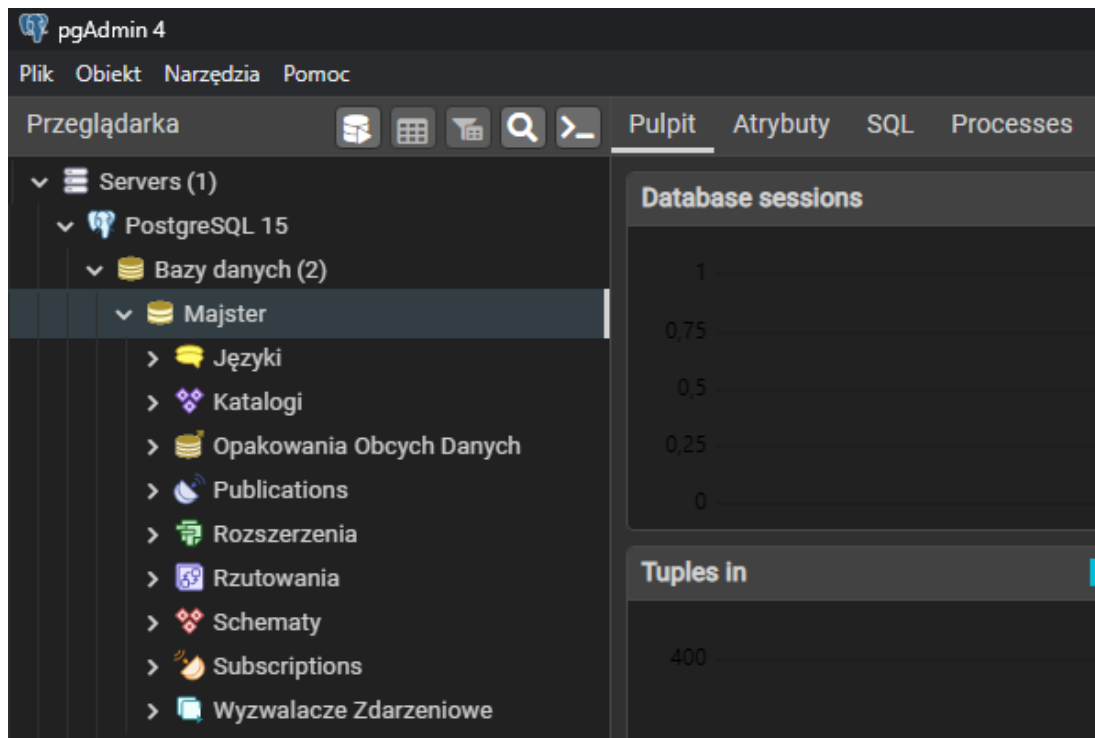 pgAdmin 4
Plik Obiekt Narzędzia Pomoc
Przeglądarka
Pulpit Atrybuty SQL Processes
Servers (1)
PostgreSQL 15
Bazy danych (2)
Majster
Języki
Katalogi
Opakowania Obcych Danych
Publications
Rozszerzenia
Rzutowania
Schematy
Subscriptions
Wyzwalacze Zdarzeniowe
Database sessions
1
0,75
0,5
0,25
0
Tuples in
400